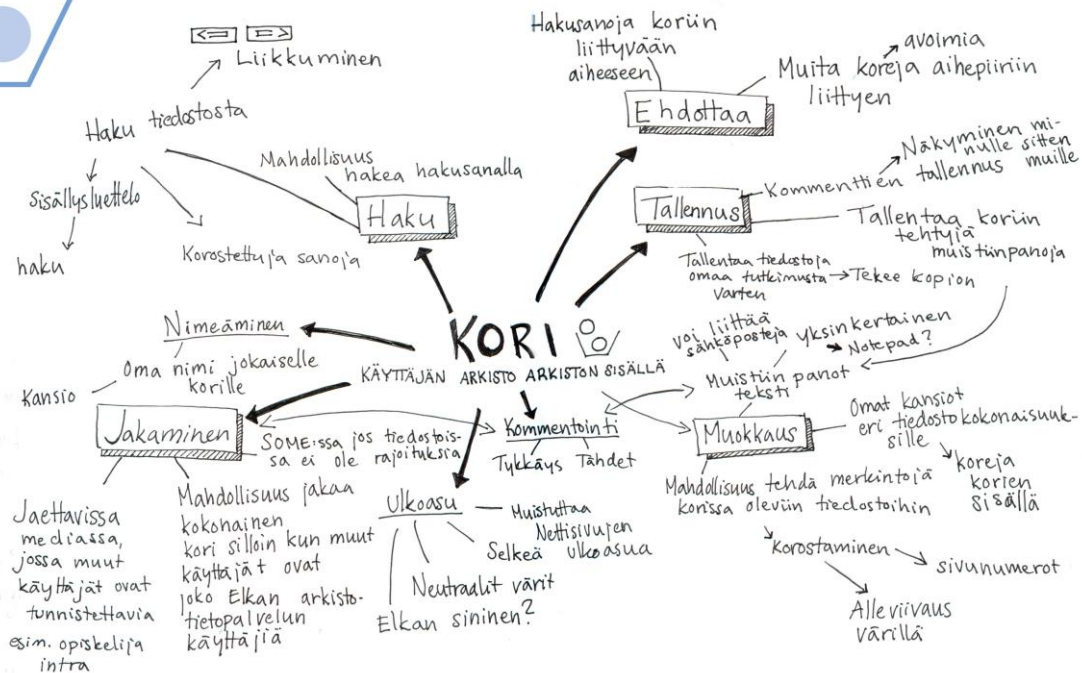 Liikkuminen
Haku tiedostosta
Sisällysluettelo
haku
Korostettuja sanoja
Mahdollisuus
hakea hakusanalla
Haku
Hakusanoja koriin
liittyvään
aiheeseen
Ehdottaa
avoimia
Muita koreja aihepiiriin
liittyen
Tallennus
Kommenttien tallennus muille
Näkyminen mi-
nulle sitten
Tallentaa koriin
tehtyjä
muistiinpanoja
Tallentaa tiedostoja
omaa tutkimusta
varten
Tekee kopion
KORI
KÄYTTÄJÄN ARKISTO ARKISTON SISÄLLÄ
Nimeäminen
Oma nimi jokaiselle
korille
Kansio
Jakaminen
SOMEissa jos tiedostois-
sa ei ole rajoituksia
Jaettavissa
mediassa,
jossa muut
käyttäjät ovat
tunnistettavia
esim. opiskelija
intra
Mahdollisuus jakaa
kokonainen
kori silloin kun muut
käyttäjät ovat
joko Elkan arkisto-
tietopalvelun
käyttäjiä
Kommentointi
Tykkäys Tähdet
Ulkoasu
Muistuttaa
Nettisivujen
ulkoasua
Selkeä
Neutraalit värit
Elkan sininen?
voi liittää
sähköposteja
yksinkertainen
Notepad?
Muistiinpanot
teksti
Muokkaus
Omat kansiot
eri tiedostokokonaisuuk-
sille
koreja
korien
sisällä
Mahdollisuus tehdä merkintöjä
korissa oleviin tiedostoihin
Korostaminen
sivunumerot
Alleviivaus
värillä